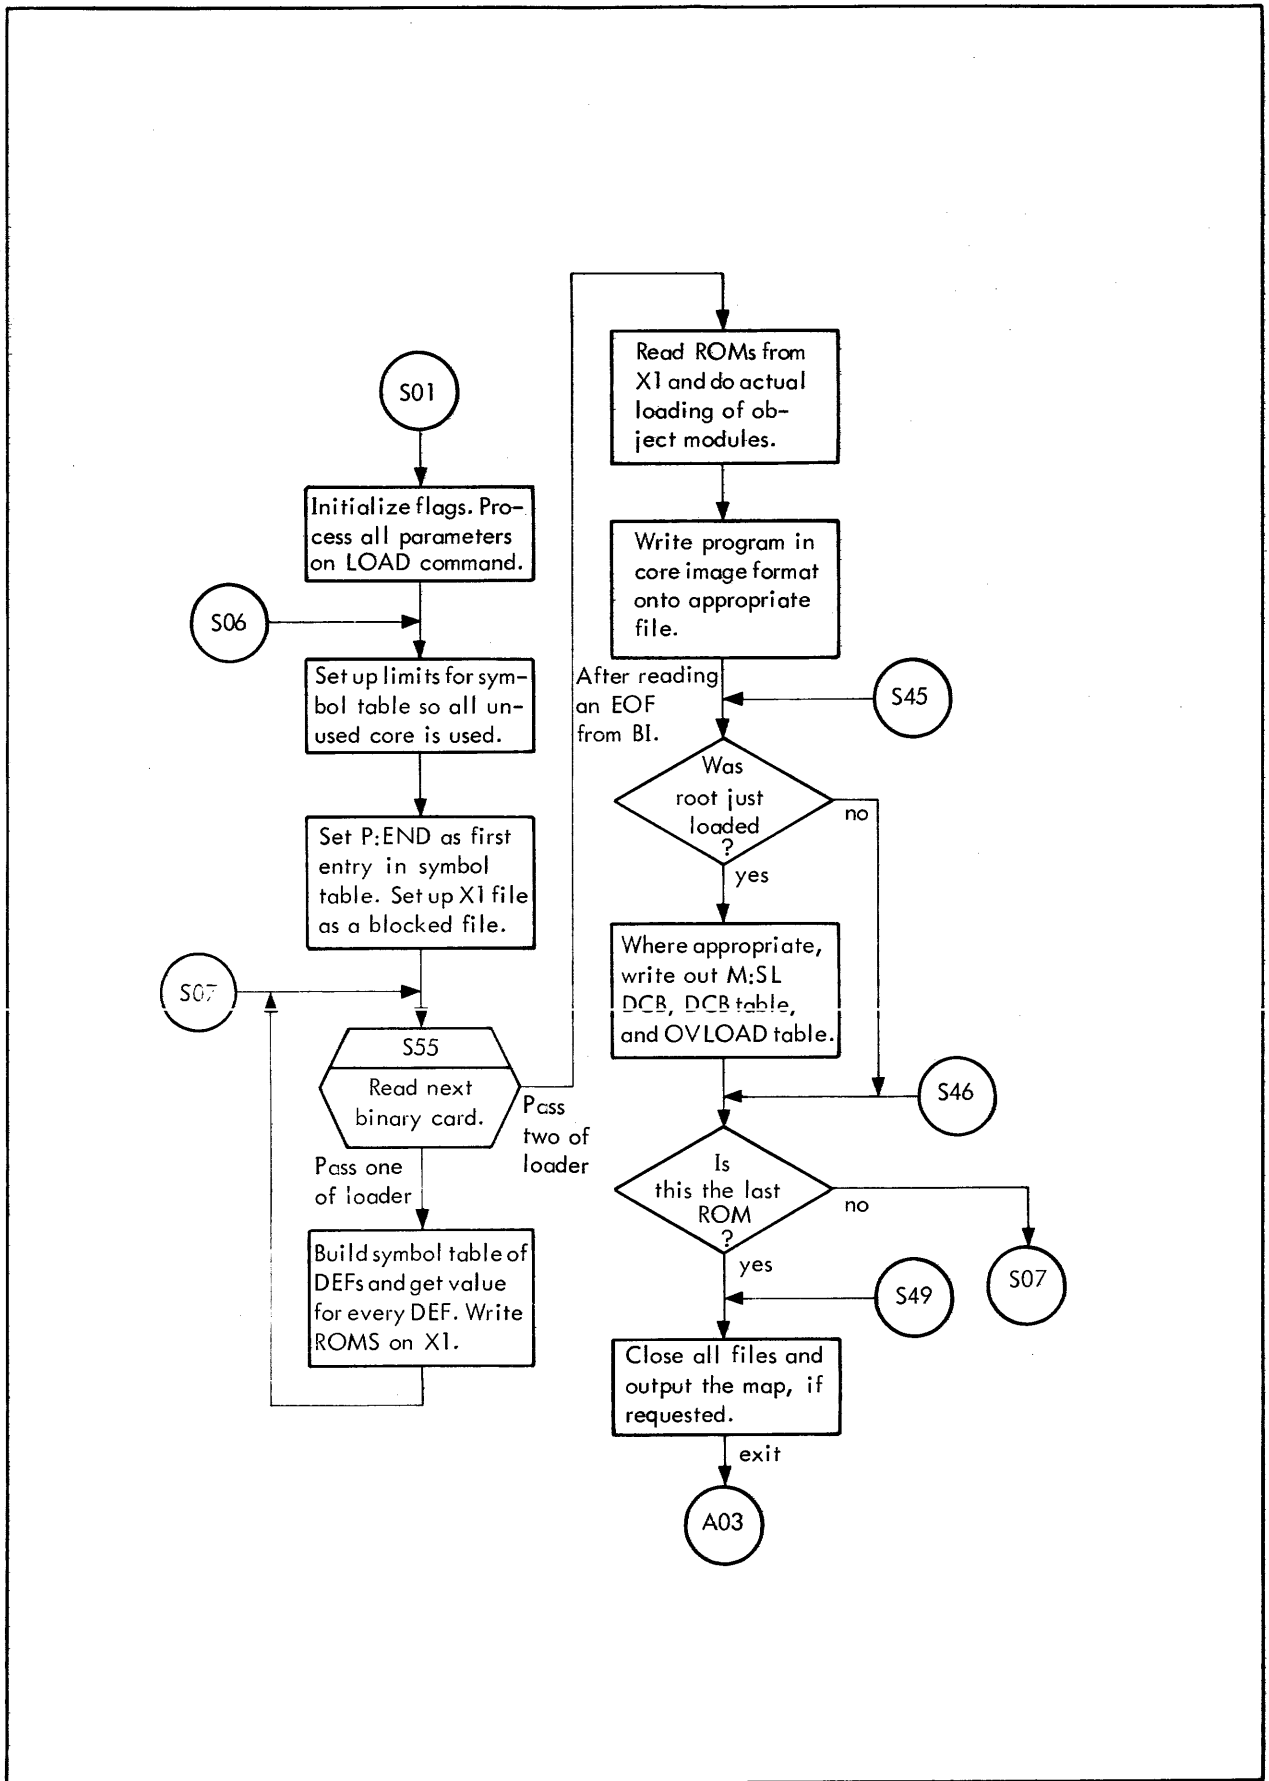 S01
Initialize flags. Pro-
cess all parameters
on LOAD command.
S06
Set up limits for sym-
bol table so all un-
used core is used.
Set P:END as first
entry in symbol
table. Set up X1 file
as a blocked file.
S07
S55
Read next
binary card.
Pass one
of loader
Pass
two of
loader
Build symbol table of
DEFs and get value
for every DEF. Write
ROMS on X1.
Read ROMs from
X1 and do actual
loading of ob-
ject modules.
Write program in
core image format
onto appropriate
file.
After reading
an EOF
from BI.
S45
Was
root just
loaded
?
no
yes
Where appropriate,
write out M:SL
DCB, DCB table,
and OVLOAD table.
S46
Is
this the last
ROM
?
no
S07
yes
S49
Close all files and
output the map, if
requested.
exit
A03